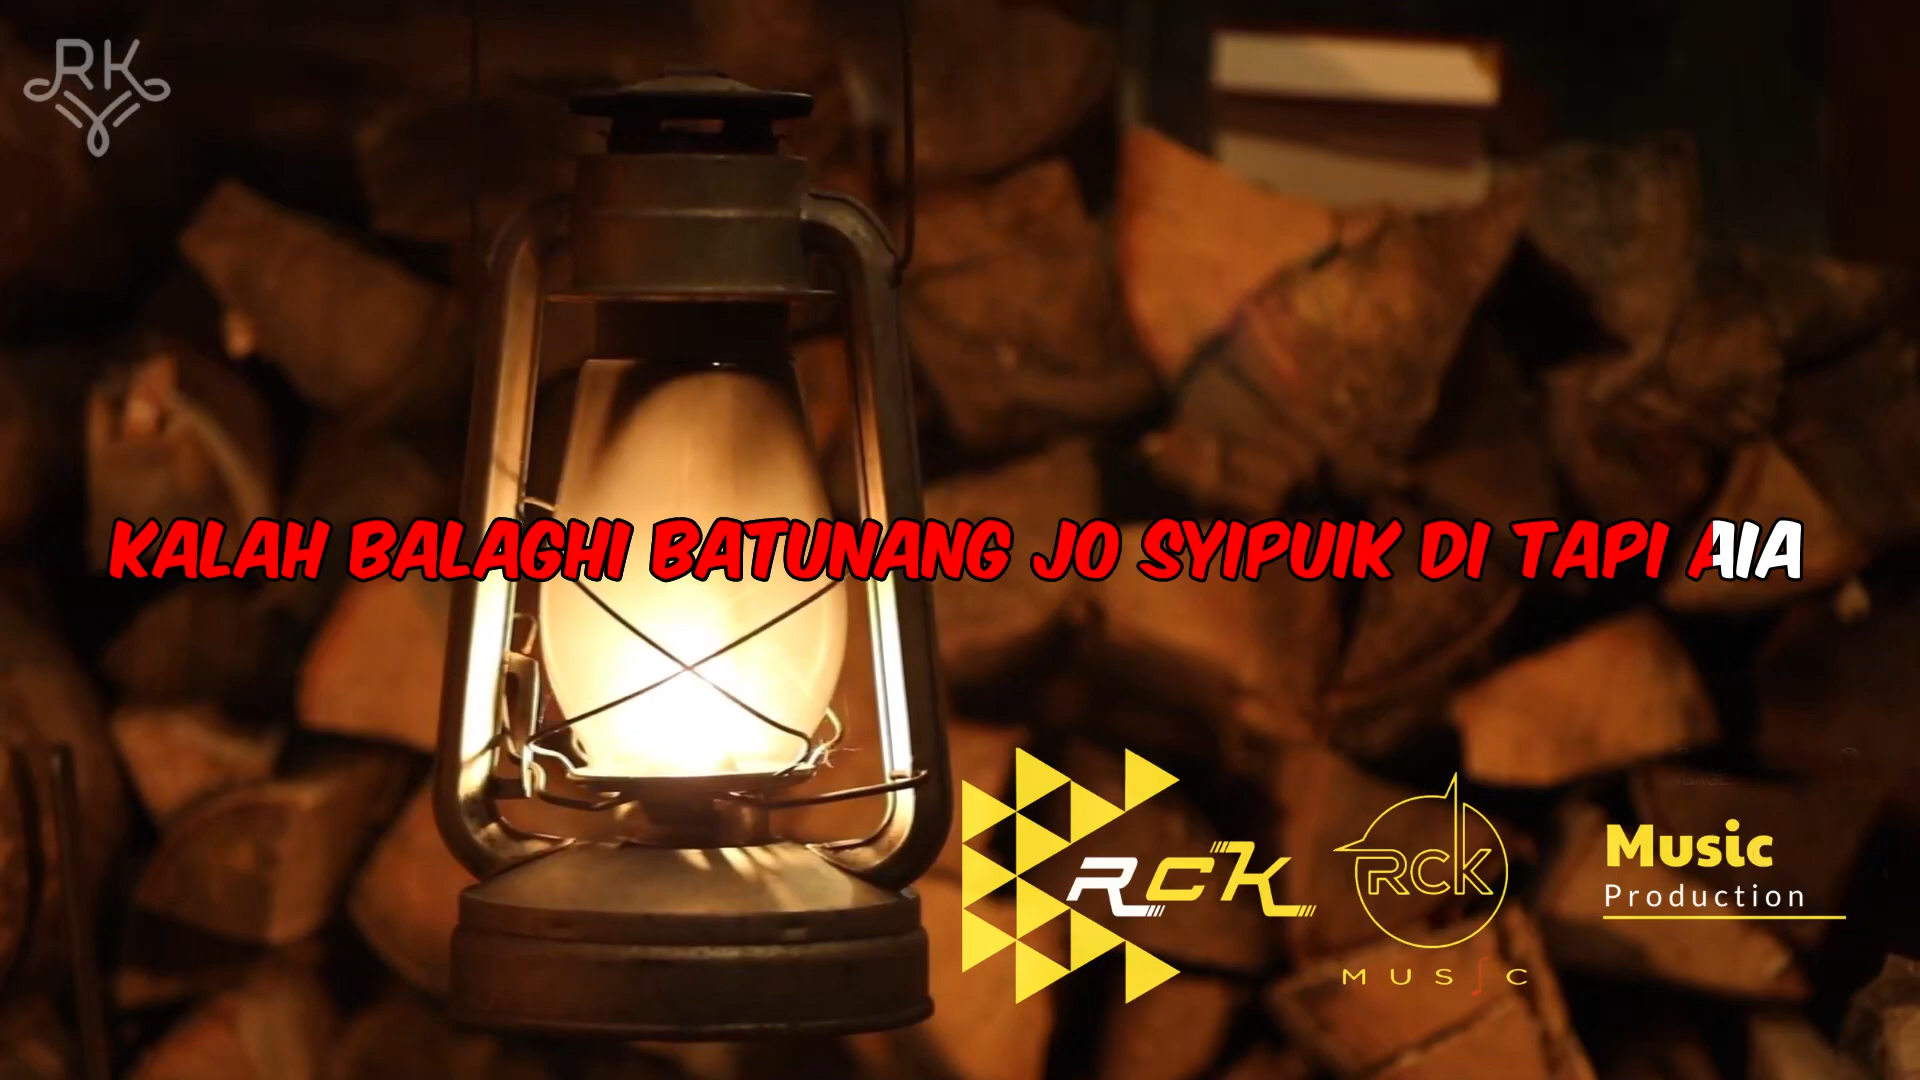 RK
KALAH BALAGHI BATUNANG JO SYIPUIK DI TAPI AIA
RCK
RCK
MUSIC
Music
Production